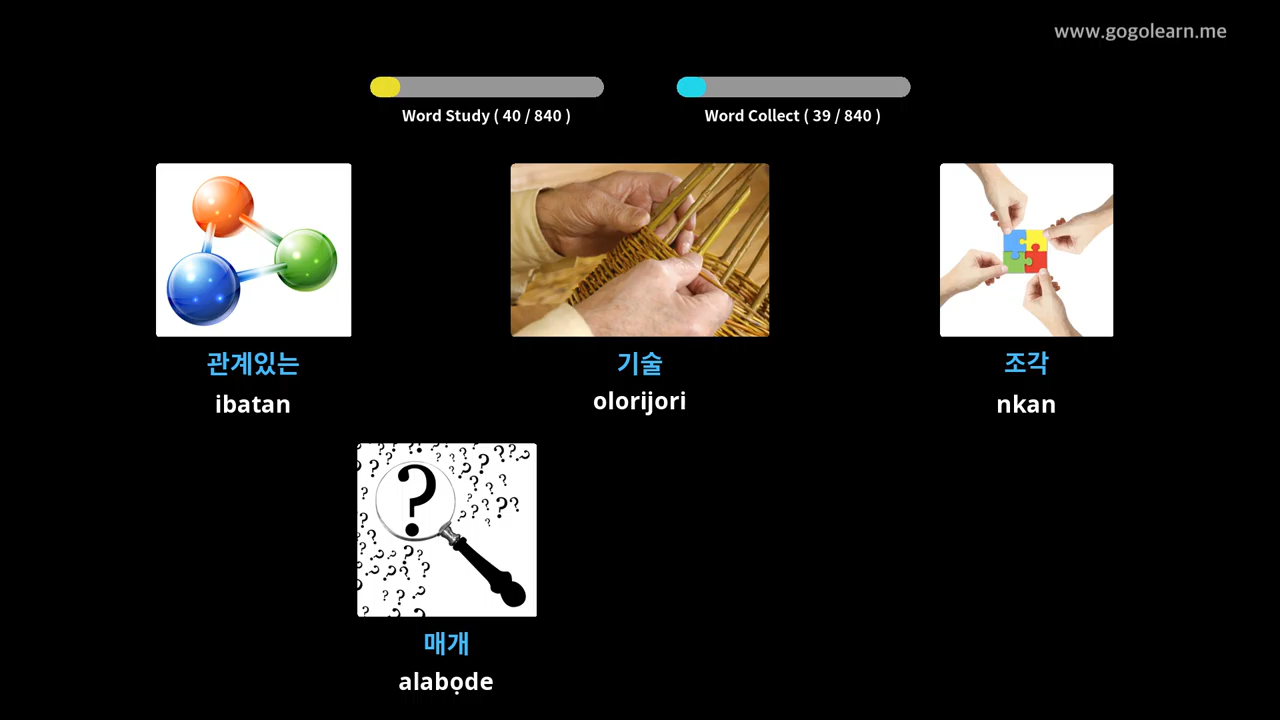 www.gogolearn.me
Word Study ( 40 / 840 )
Word Collect ( 39 / 840 )
관계있는
ibatan
기술
olorijori
조각
nkan
매개
alabọde